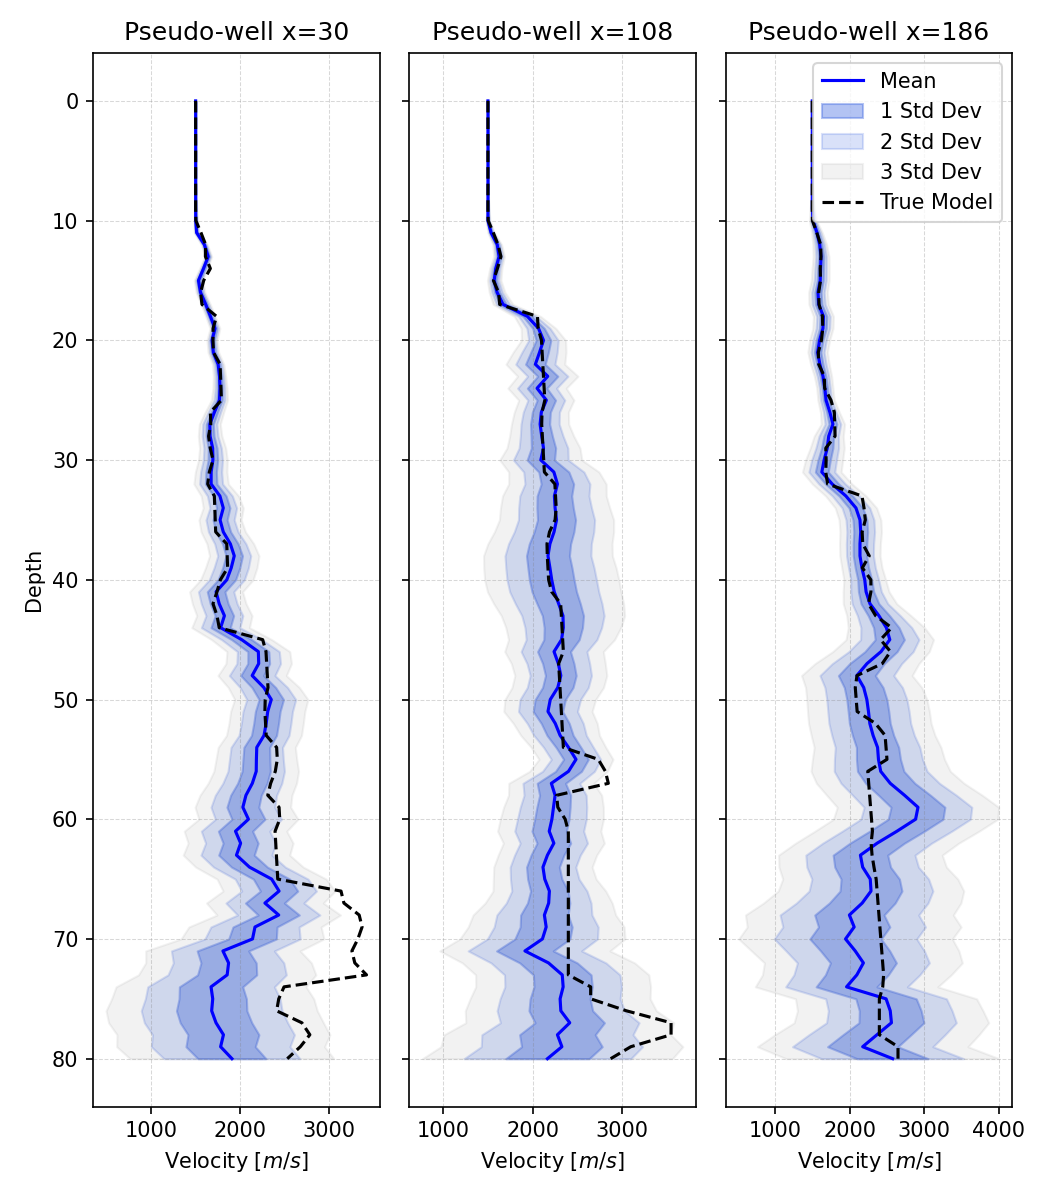 Pseudo-well x=30
Pseudo-well x=108
Pseudo-well x=186
Mean
1 Std Dev
2 Std Dev
3 Std Dev
True Model
Depth
0
10
20
30
40
50
60
70
80
1000 2000 3000
1000 2000 3000
1000 2000 3000 4000
Velocity [m/s]
Velocity [m/s]
Velocity [m/s]